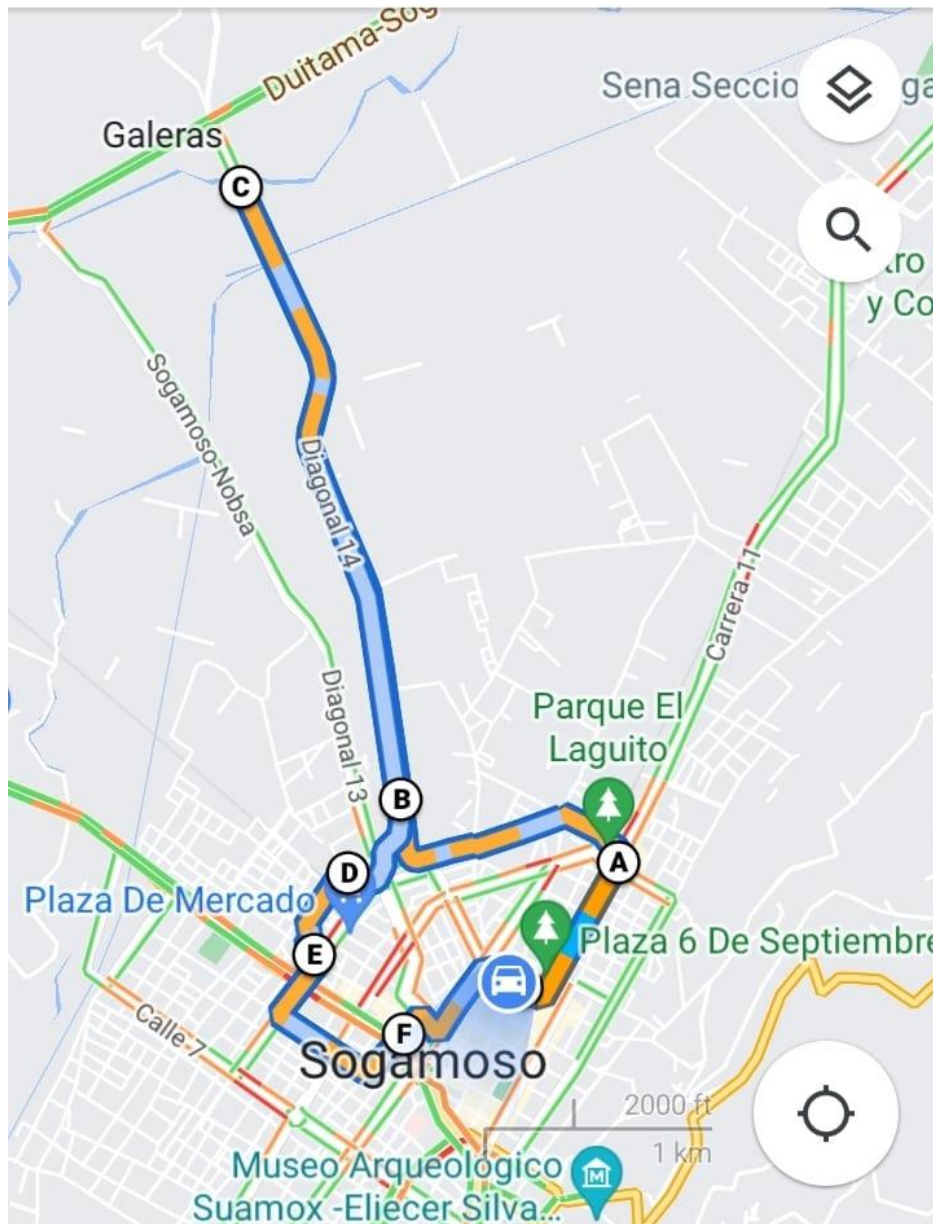 Duitama-Sog
Sena Seccio
ga
Galeras
C
tro
y Co
Sogamoso-Nobsa
Diagonal 14
Carrera 11
Parque El
Laguito
Diagonal 13
B
A
D
Plaza De Mercado
Plaza 6 De Septiembre
E
Calle 7
F
Sogamoso
2000 ft
1 km
Museo Arqueológico
Suamox -Eliecer Silva...
M